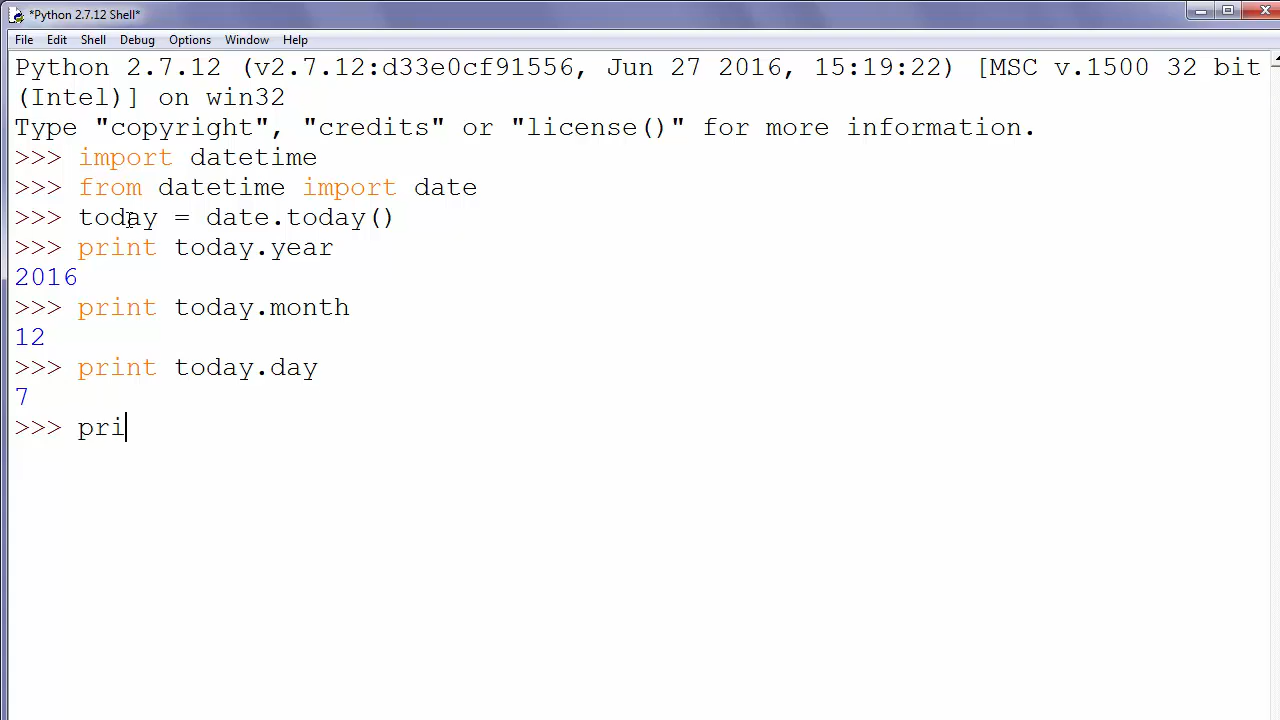 *Python 2.7.12 Shell*
File Edit Shell Debug Options Window Help
Python 2.7.12 (v2.7.12:d33e0cf91556, Jun 27 2016, 15:19:22) [MSC v.1500 32 bit
(Intel)] on win32
Type "copyright", "credits" or "license()" for more information.
>>> import datetime
>>> from datetime import date
>>> today = date.today()
>>> print today.year
2016
>>> print today.month
12
>>> print today.day
7
>>> pri